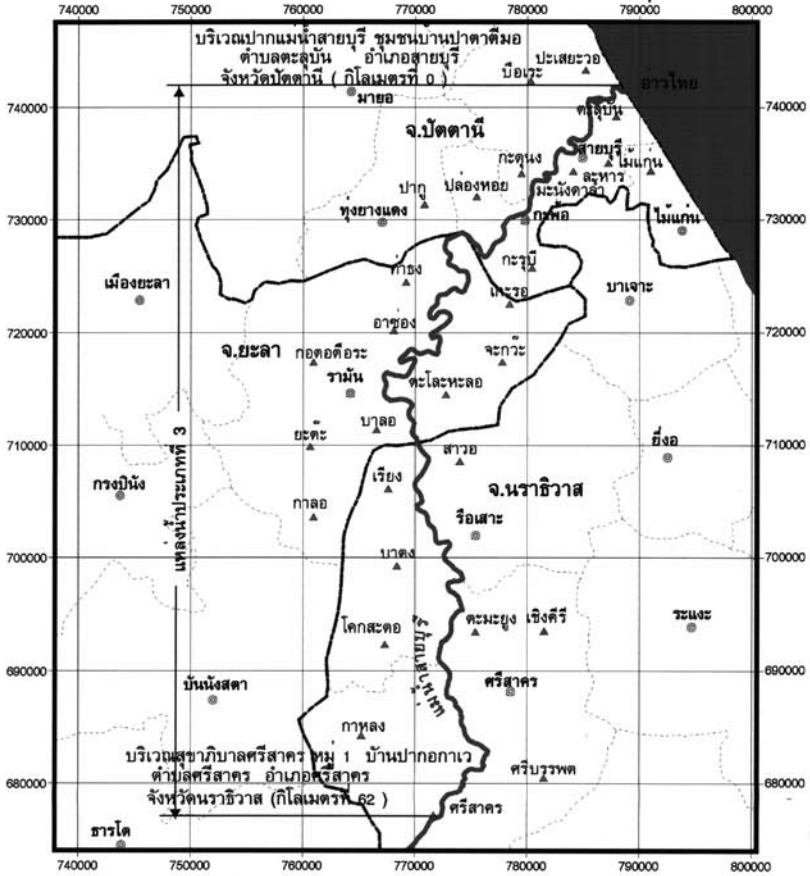 740000 750000 760000 770000 780000 790000 800000
บริเวณปากแม่น้ำสายบุรี ชุมชนบ้านปาตาตีมอ
ตำบลตะลุบัน อำเภอสายบุรี
จังหวัดปัตตานี ( กิโลเมตรที่ 0 )
ปะเสยะวอ
บือเระ
อ่าวไทย
มายอ
740000 740000
ตะลุบัน
จ.ปัตตานี
สายบุรี
กะดุนง
ไม้แก่น
ละหาร
ปล่องหอย
มะนังดาลำ
ปากู
ทุ่งยางแดง
กะพ้อ
ไม้แก่น
730000 730000
กะรุบี
กาธง
เมืองยะลา
เกะรอ
บาเจาะ
อาซ่อง
720000 720000
จ.ยะลา
กอตอตือระ
จะกว๊ะ
รามัน
ตะโละหะลอ
บาลอ
ยะต๊ะ
สาวอ
ยี่งอ
710000 710000
แหล่งน้ำประเภทที่ 3
กรงปินัง
เรียง
จ.นราธิวาส
กาลอ
รือเสาะ
700000 700000
บาตง
โคกสะตอ
ตะมะยูง
เชิงคีรี
ระแงะ
แม่น้ำสายบุรี
690000 690000
บันนังสตา
ศรีสาคร
กาหลง
บริเวณสุขาภิบาลศรีสาคร หมู่ 1 บ้านปากอกาเว
ตำบลศรีสาคร อำเภอศรีสาคร
จังหวัดนราธิวาส (กิโลเมตรที่ 62 )
ศรีบรรพต
680000 680000
ศรีสาคร
ธารโต
740000 750000 760000 770000 780000 790000 800000